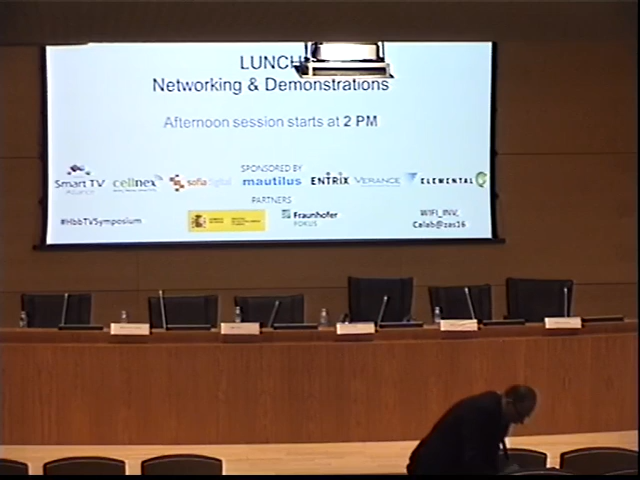 LUNCH
Networking & Demonstrations
Afternoon session starts at 2 PM
SPONSORED BY
Smart TV Alliance
cellnex
sofia digital
mautilus
ENTRIX
VERANCE
ELEMENTAL
PARTNERS
#HbbTVSymposium
Fraunhofer
FOKUS
WIFI_INV,
Calab@zas16